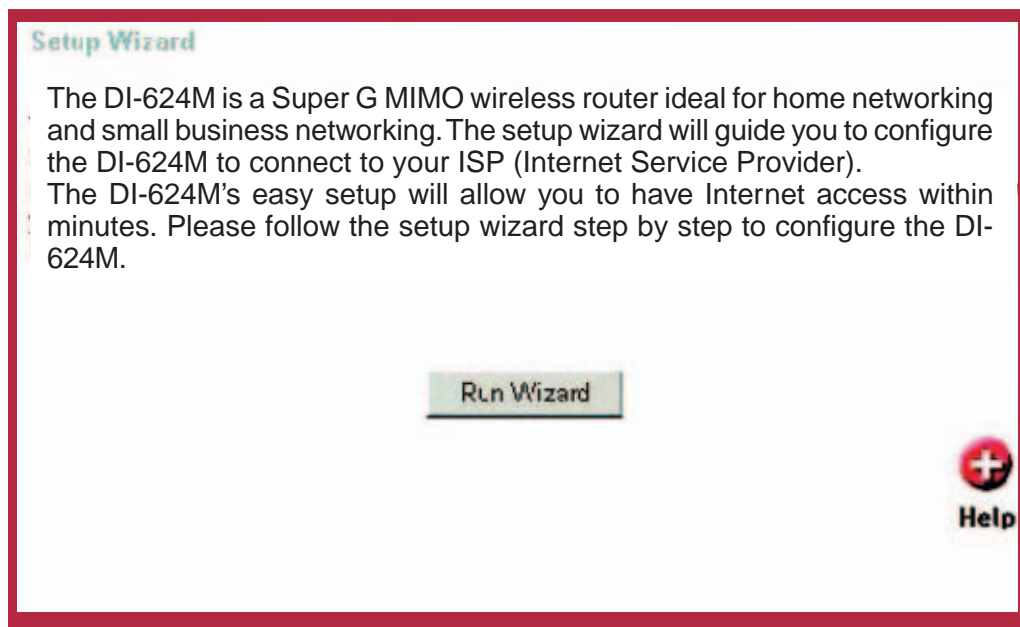 Setup Wizard
The DI-624M is a Super G MIMO wireless router ideal for home networking
and small business networking. The setup wizard will guide you to configure
the DI-624M to connect to your ISP (Internet Service Provider).
The DI-624M’s easy setup will allow you to have Internet access within
minutes. Please follow the setup wizard step by step to configure the DI-
624M.
Run Wizard
Help